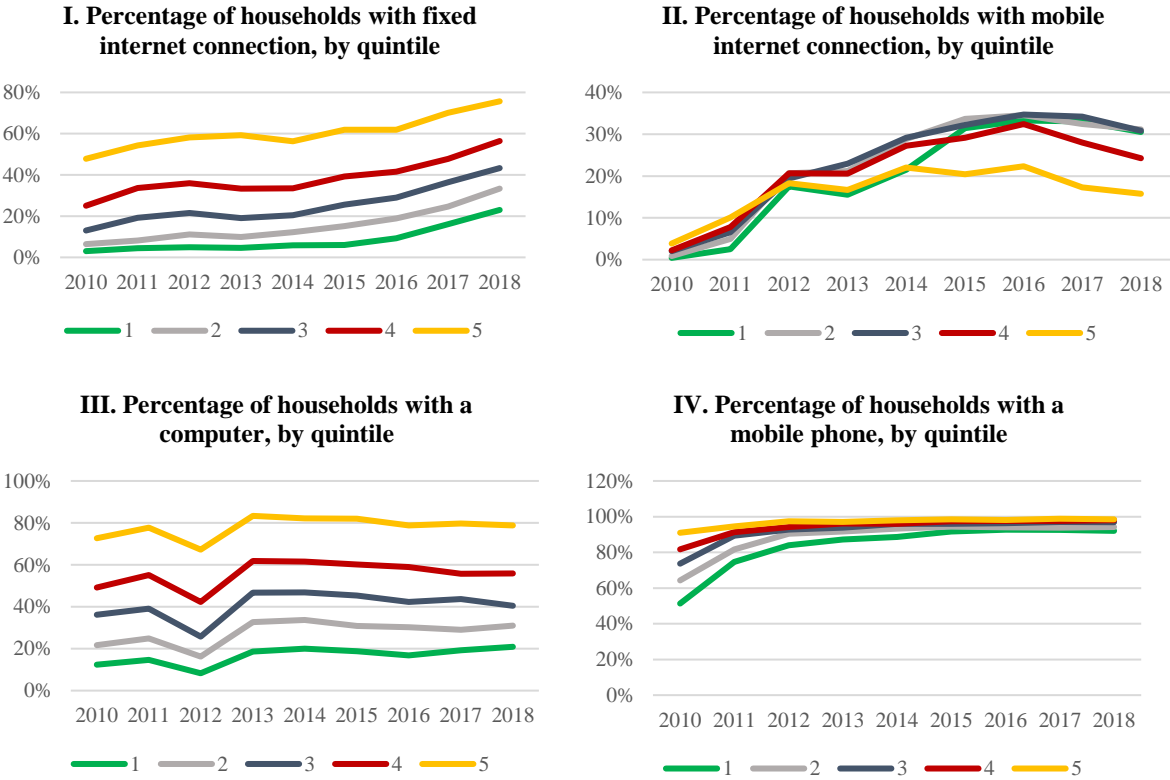 I. Percentage of households with fixed
internet connection, by quintile
80%
60%
40%
20%
0%
2010 2011 2012 2013 2014 2015 2016 2017 2018
1 2 3 4 5
II. Percentage of households with mobile
internet connection, by quintile
40%
30%
20%
10%
0%
2010 2011 2012 2013 2014 2015 2016 2017 2018
1 2 3 4 5
III. Percentage of households with a
computer, by quintile
100%
80%
60%
40%
20%
0%
2010 2011 2012 2013 2014 2015 2016 2017 2018
1 2 3 4 5
IV. Percentage of households with a
mobile phone, by quintile
120%
100%
80%
60%
40%
20%
0%
2010 2011 2012 2013 2014 2015 2016 2017 2018
1 2 3 4 5